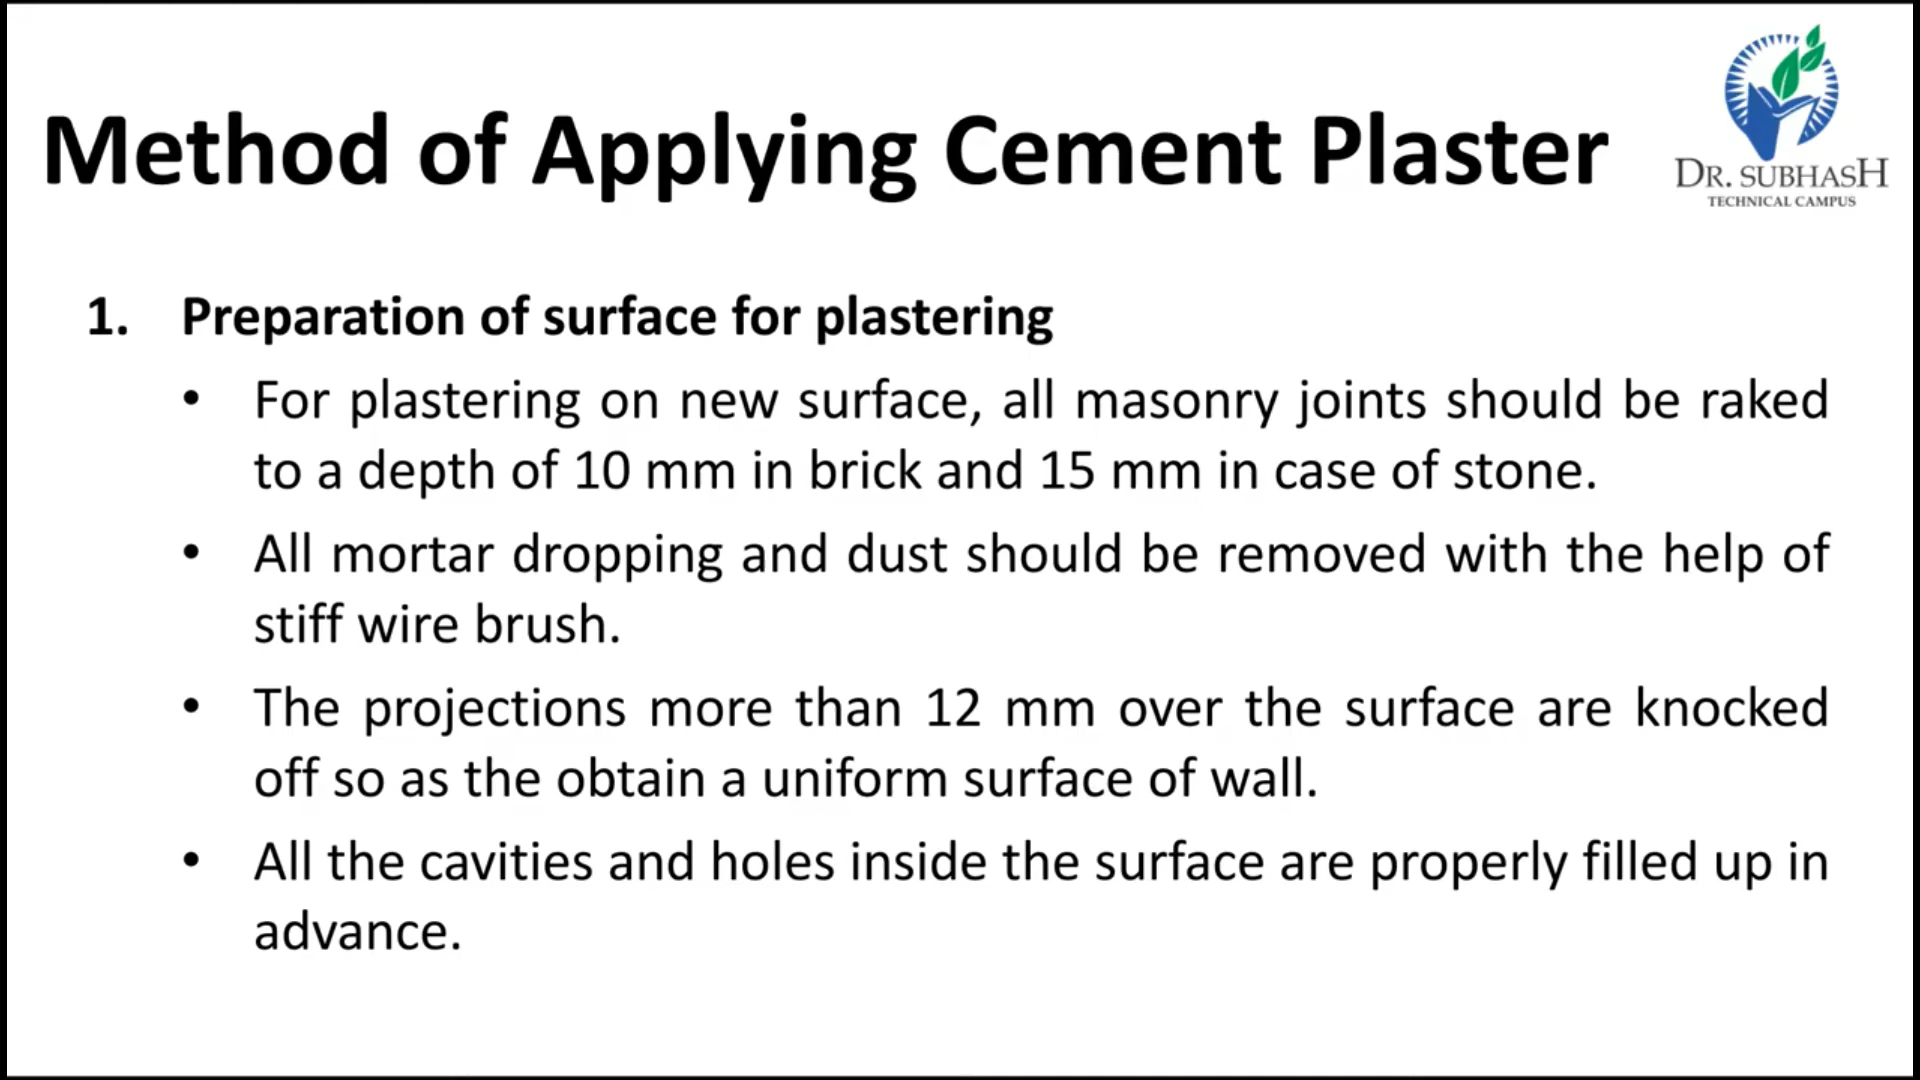 Method of Applying Cement Plaster
DR. SUBHASH
TECHNICAL CAMPUS
1. Preparation of surface for plastering
• For plastering on new surface, all masonry joints should be raked
to a depth of 10 mm in brick and 15 mm in case of stone.
• All mortar dropping and dust should be removed with the help of
stiff wire brush.
• The projections more than 12 mm over the surface are knocked
off so as the obtain a uniform surface of wall.
• All the cavities and holes inside the surface are properly filled up in
advance.